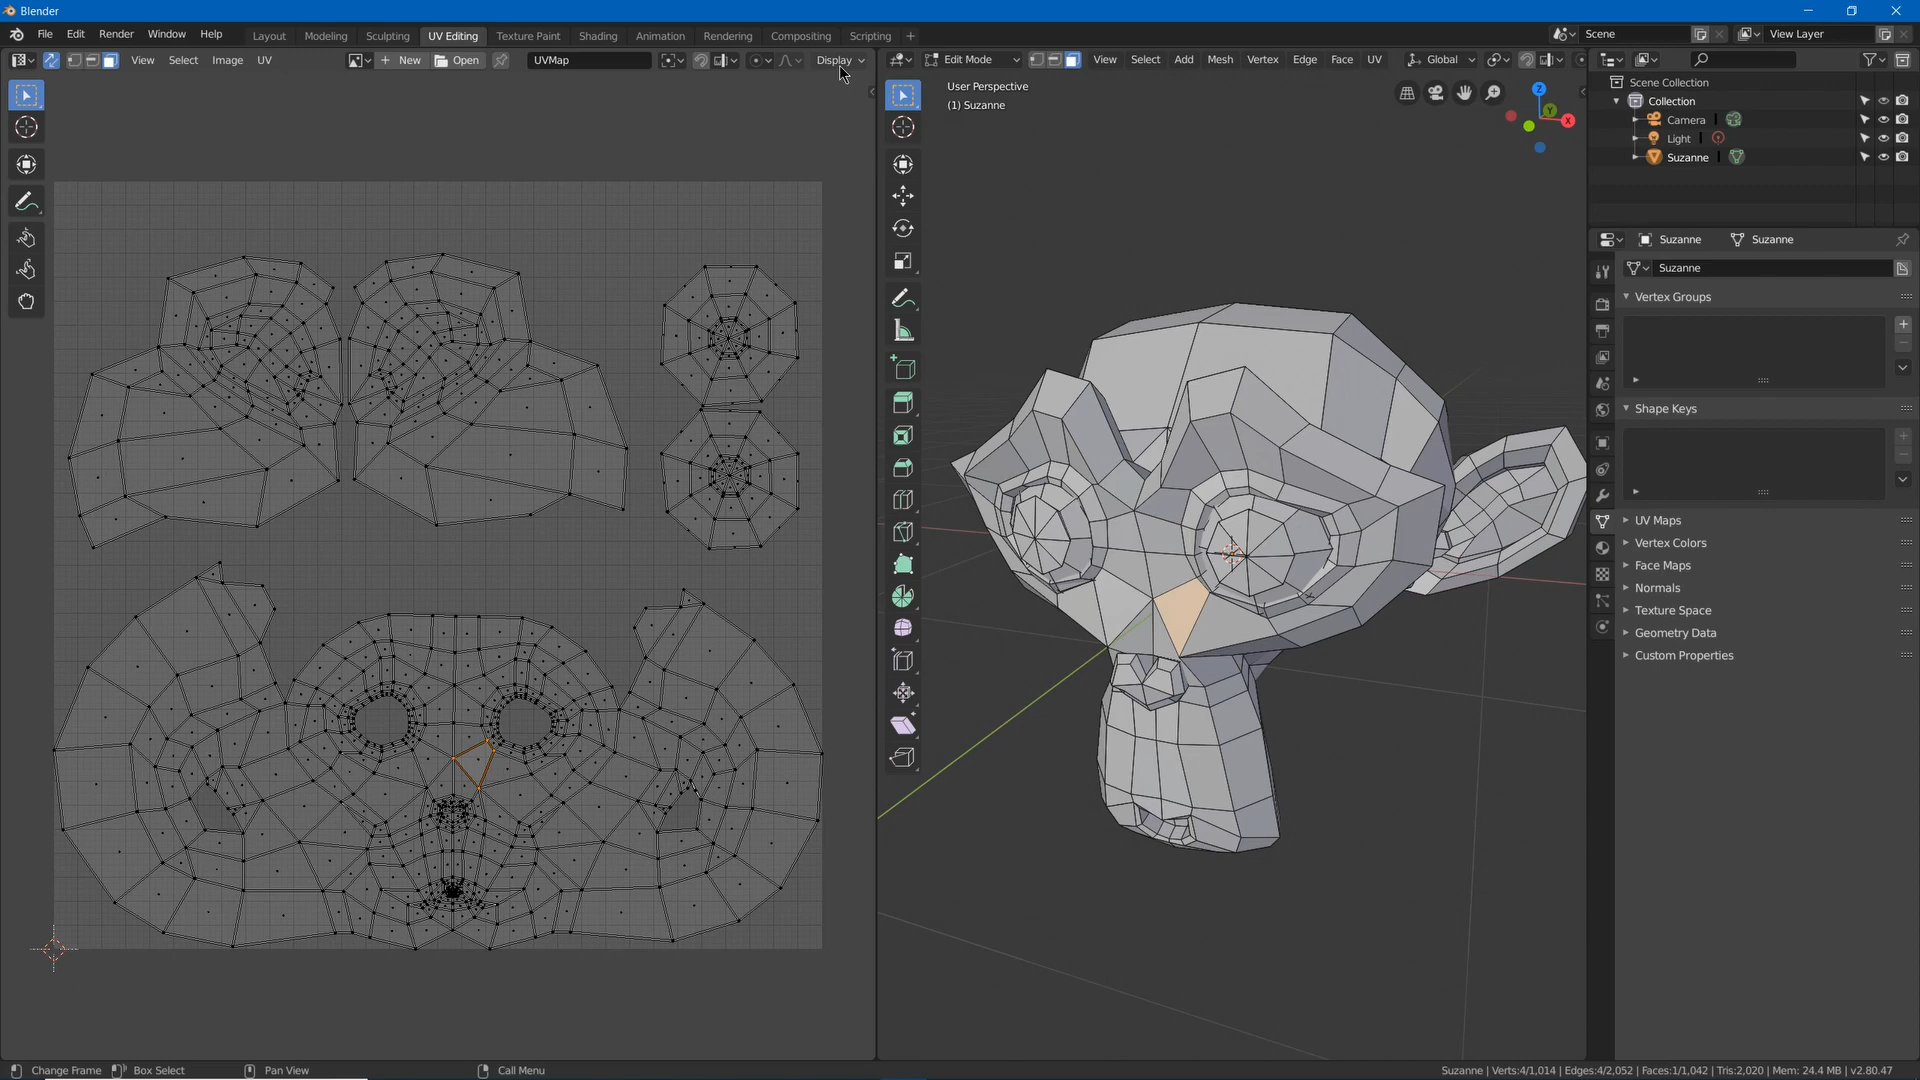 Blender
File Edit Render Window Help
Layout Modeling Sculpting UV Editing Texture Paint Shading Animation Rendering Compositing Scripting +
Scene
View Layer
View Select Image UV
New Open
UVMap
Display
Edit Mode
View Select Add Mesh Vertex Edge Face UV
Global
User Perspective
(1) Suzanne
Z
Y
X
Scene Collection
Collection
Camera
Light
Suzanne
Suzanne Suzanne
Suzanne
Vertex Groups
Shape Keys
UV Maps
Vertex Colors
Face Maps
Normals
Texture Space
Geometry Data
Custom Properties
Change Frame Box Select Pan View Call Menu
Suzanne | Verts:4/1,014 | Edges:4/2,052 | Faces:1/1,042 | Tris:2,020 | Mem: 24.4 MB | v2.80.47